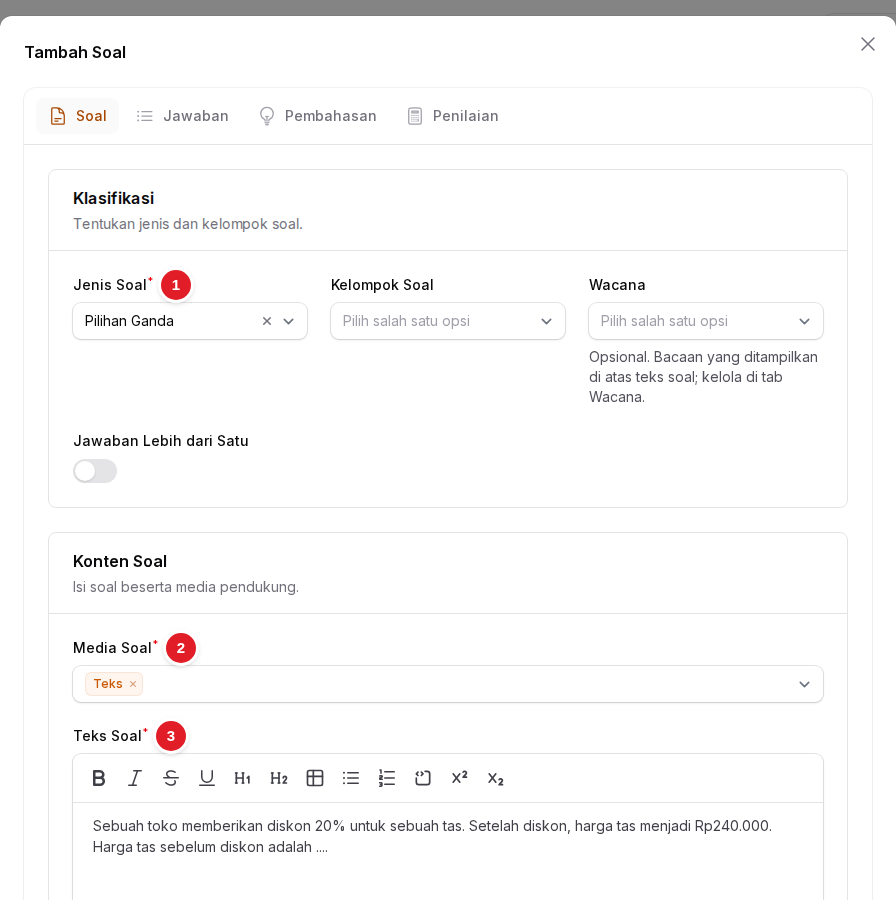 Tambah Soal
Soal
Jawaban
Pembahasan
Penilaian
Klasifikasi
Tentukan jenis dan kelompok soal.
Jenis Soal*
1
Kelompok Soal
Wacana
Pilihan Ganda
Pilih salah satu opsi
Pilih salah satu opsi
Opsional. Bacaan yang ditampilkan
di atas teks soal; kelola di tab
Wacana.
Jawaban Lebih dari Satu
Konten Soal
Isi soal beserta media pendukung.
Media Soal*
2
Teks
Teks Soal*
3
B I S U H1 H2 x² x₂
Sebuah toko memberikan diskon 20% untuk sebuah tas. Setelah diskon, harga tas menjadi Rp240.000.
Harga tas sebelum diskon adalah ....